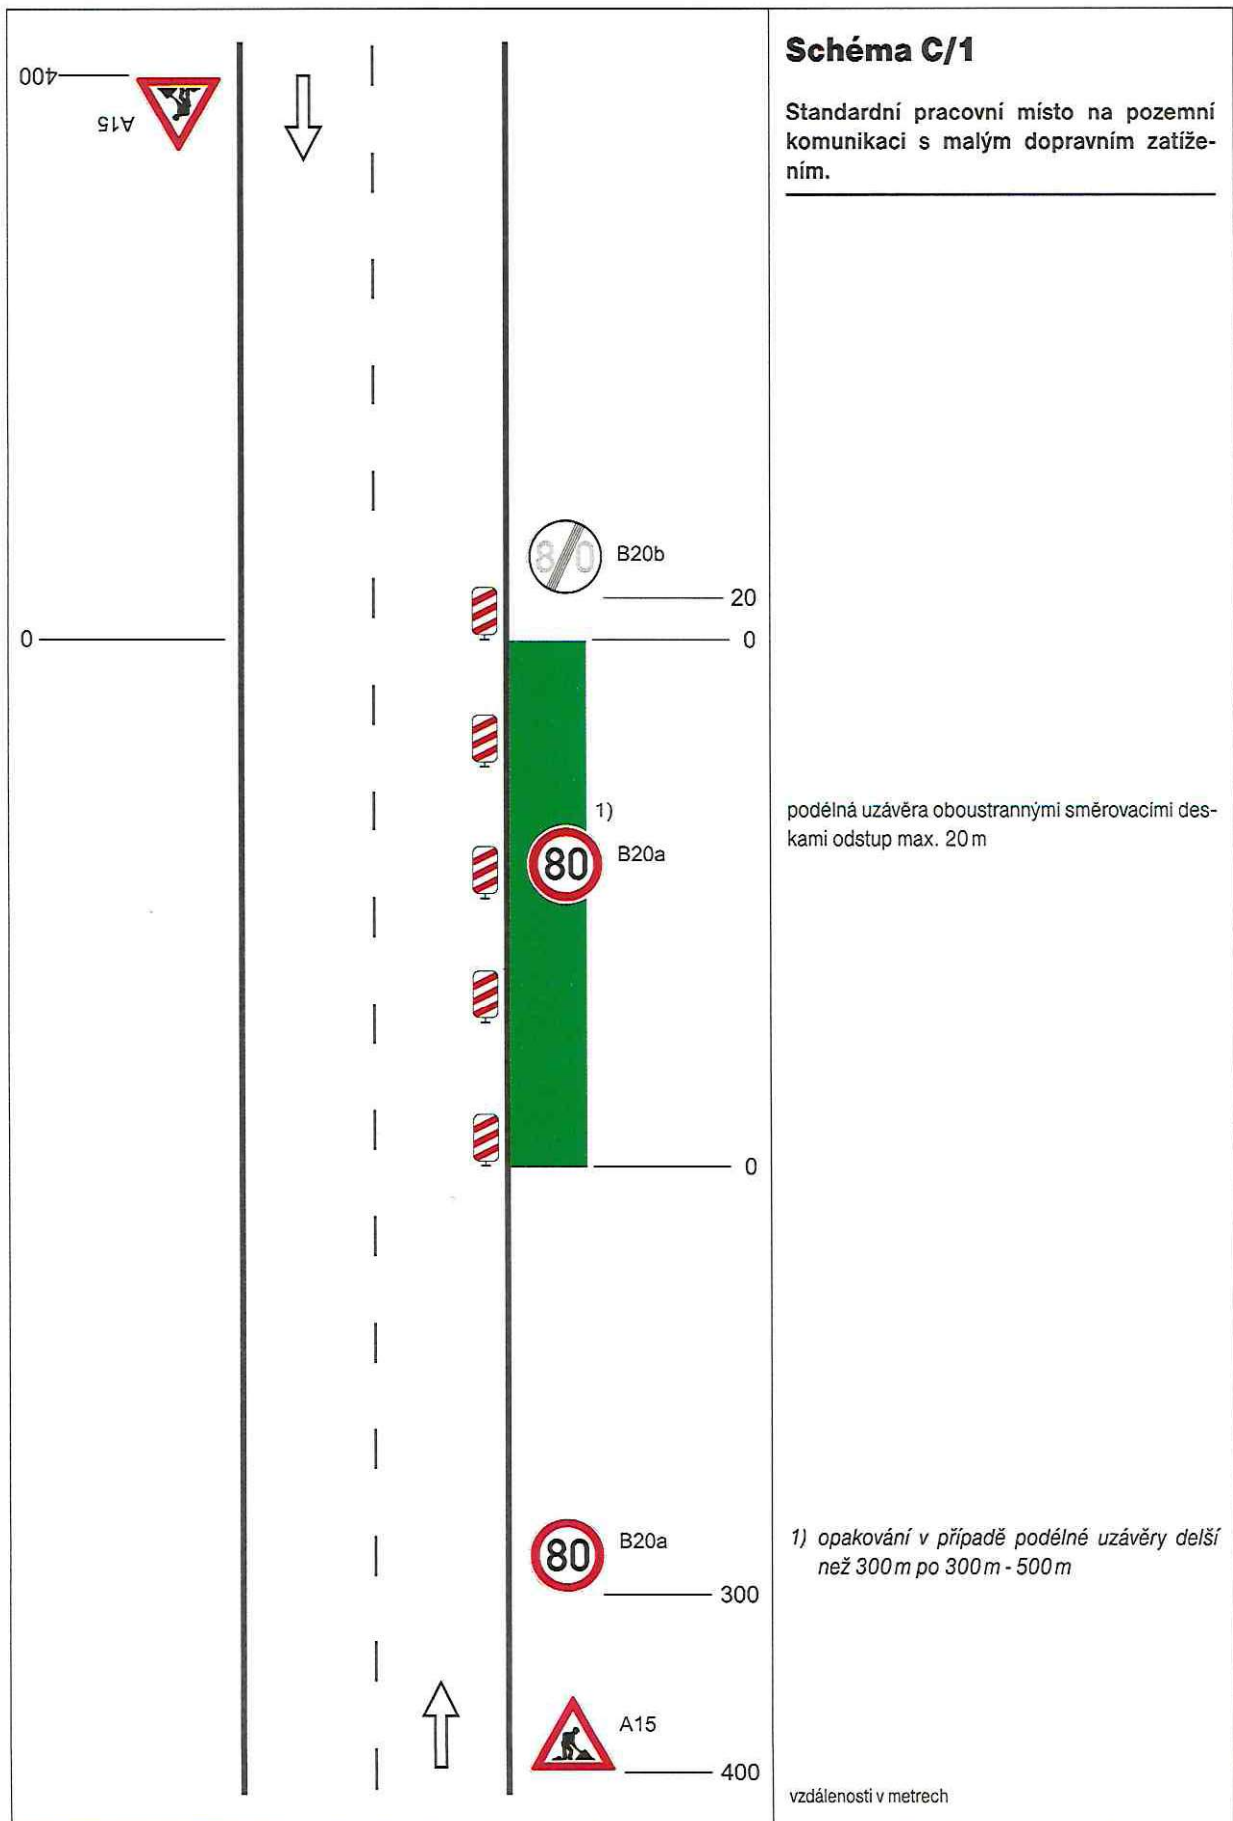 Schéma C/1
Standardní pracovní místo na pozemní
komunikaci s malým dopravním zatíže-
ním.
400
A15
80
B20b
20
0
0
1)
80
B20a
podélná uzávěra oboustrannými směrovacími des-
kami odstup max. 20 m
0
80
B20a
300
1) opakování v případě podélné uzávěry delší
než 300 m po 300 m - 500 m
A15
400
vzdálenosti v metrech